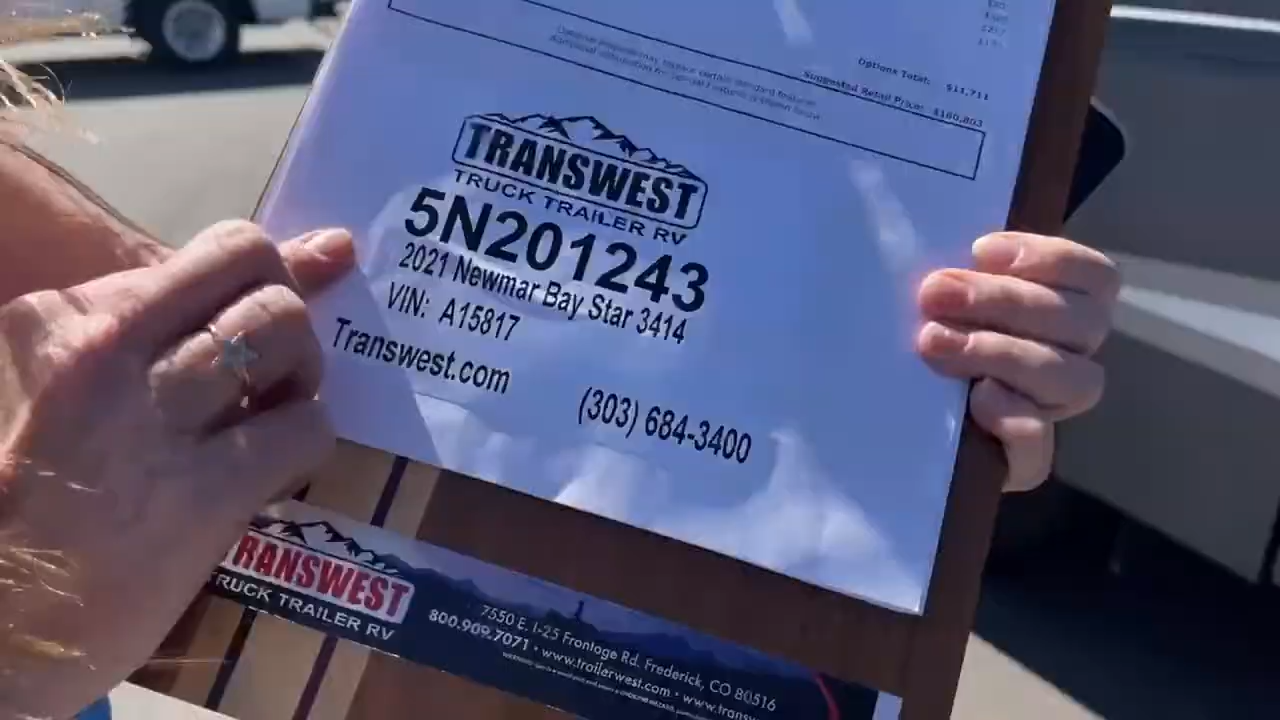 Options Total: $11,711
Suggested Retail Price: $180,803
TRANSWEST
TRUCK TRAILER RV
5N201243
2021 Newmar Bay Star 3414
VIN: A15817
Transwest.com
(303) 684-3400
TRANSWEST
TRUCK TRAILER RV
7550 E. I-25 Frontage Rd. Frederick, CO 80516
800.909.7071 • www.trailerwest.com • www.transw